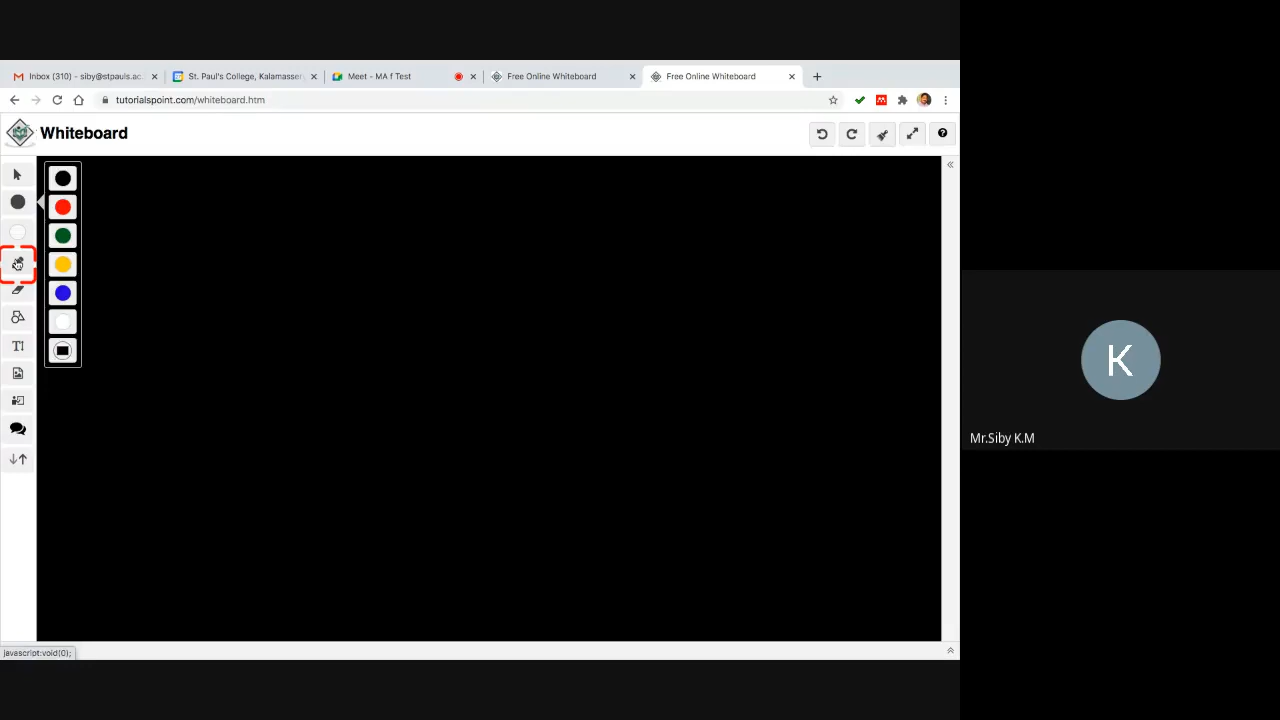 Inbox (310) - siby@stpauls.ac.
St. Paul's College, Kalamassery
Meet - MA f Test
Free Online Whiteboard
Free Online Whiteboard
tutorialspoint.com/whiteboard.htm
Whiteboard
TI
K
Mr.Siby K.M
javascript:void(0);